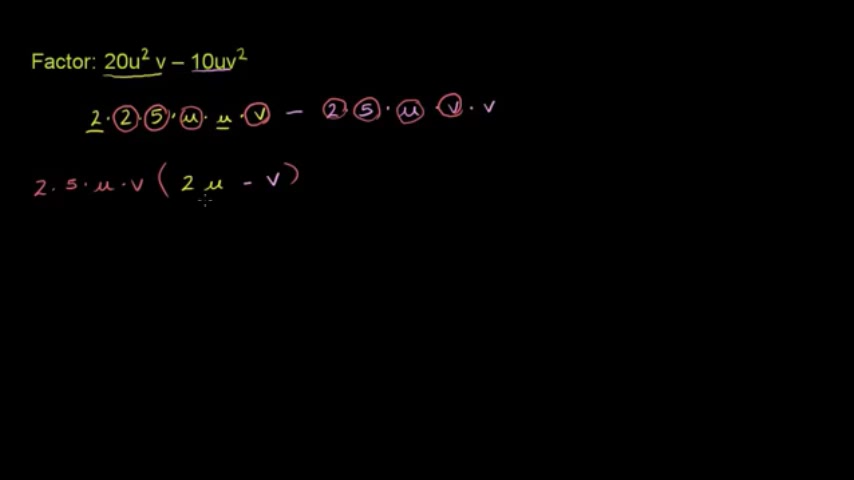 Factor: 20u² v – 10uv²
2 · 2 · 5 · u · u · v – 2 · 5 · u · v · v
2 · 5 · u · v ( 2 u - v )